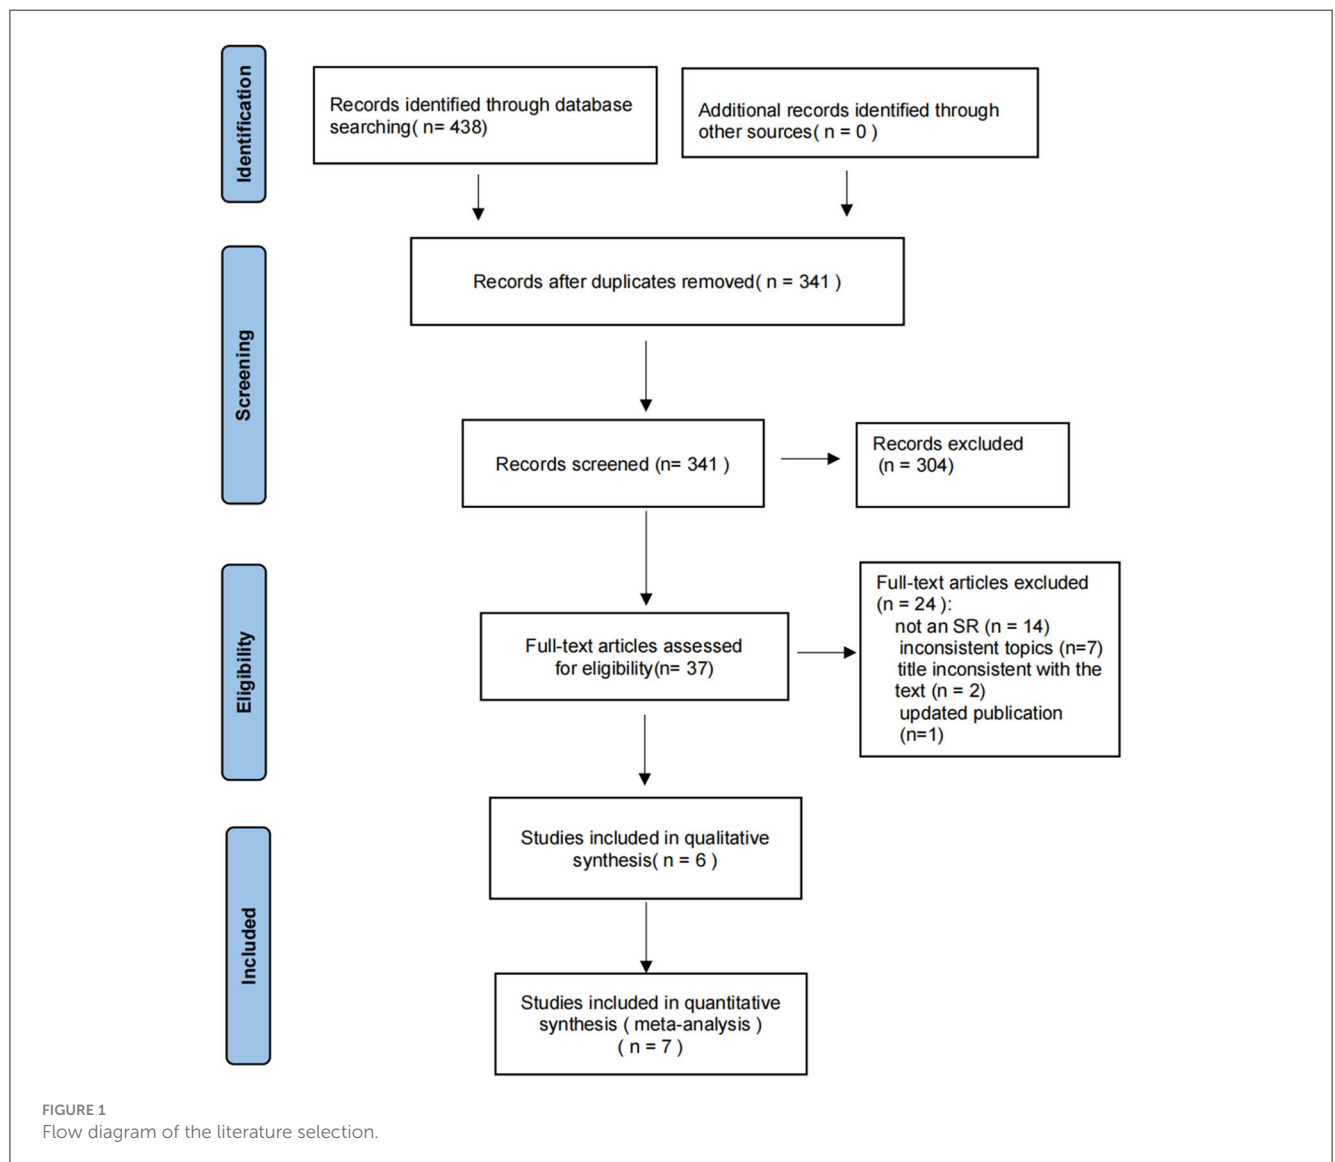 Identification
Records identified through database
searching( n= 438)
Additional records identified through
other sources( n = 0 )
Screening
Records after duplicates removed( n = 341 )
Records screened (n= 341 )
Records excluded
(n = 304)
Eligibility
Full-text articles assessed
for eligibility(n= 37)
Full-text articles excluded
(n = 24 ):
not an SR (n = 14)
inconsistent topics (n=7)
title inconsistent with the
text (n = 2)
updated publication
(n=1)
Included
Studies included in qualitative
synthesis( n = 6 )
Studies included in quantitative
synthesis ( meta-analysis )
( n = 7 )
FIGURE 1
Flow diagram of the literature selection.